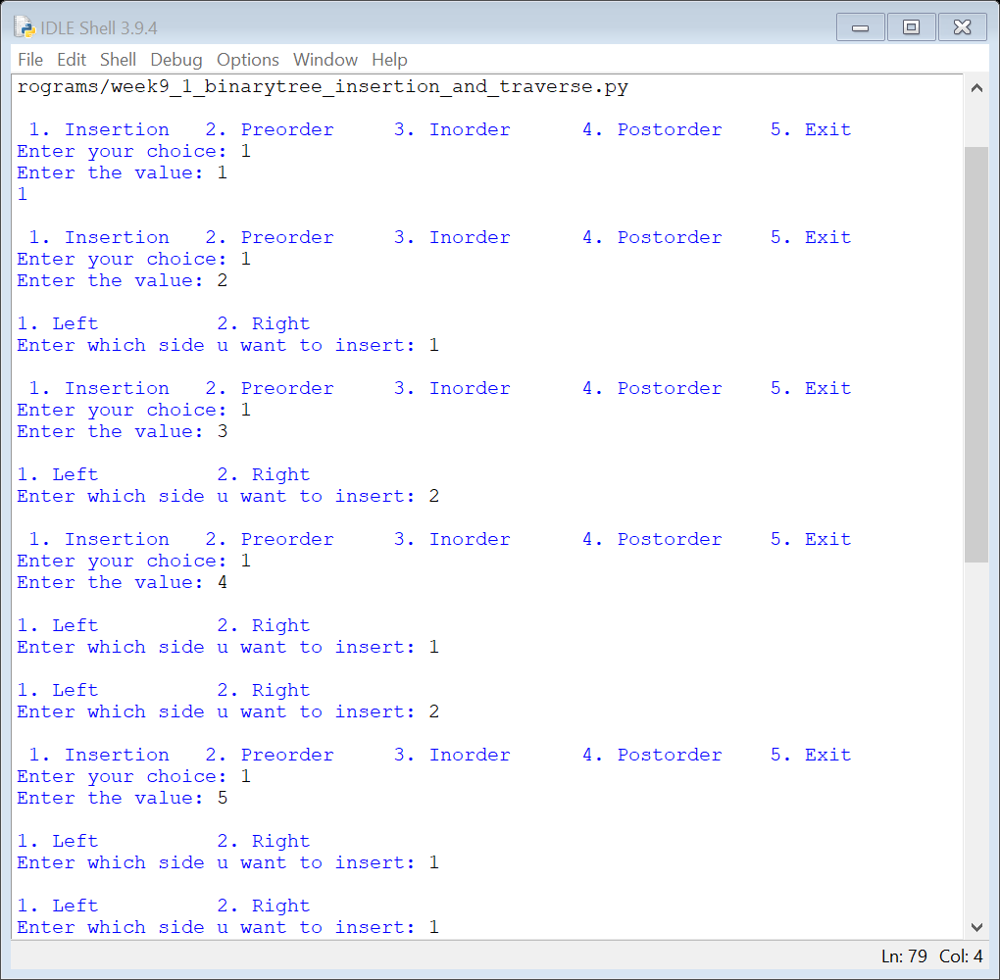 IDLE Shell 3.9.4
File Edit Shell Debug Options Window Help
rograms/week9_1_binarytree_insertion_and_traverse.py
1. Insertion 2. Preorder 3. Inorder 4. Postorder 5. Exit
Enter your choice: 1
Enter the value: 1
1
1. Insertion 2. Preorder 3. Inorder 4. Postorder 5. Exit
Enter your choice: 1
Enter the value: 2
1. Left 2. Right
Enter which side u want to insert: 1
1. Insertion 2. Preorder 3. Inorder 4. Postorder 5. Exit
Enter your choice: 1
Enter the value: 3
1. Left 2. Right
Enter which side u want to insert: 2
1. Insertion 2. Preorder 3. Inorder 4. Postorder 5. Exit
Enter your choice: 1
Enter the value: 4
1. Left 2. Right
Enter which side u want to insert: 1
1. Left 2. Right
Enter which side u want to insert: 2
1. Insertion 2. Preorder 3. Inorder 4. Postorder 5. Exit
Enter your choice: 1
Enter the value: 5
1. Left 2. Right
Enter which side u want to insert: 1
1. Left 2. Right
Enter which side u want to insert: 1
Ln: 79 Col: 4